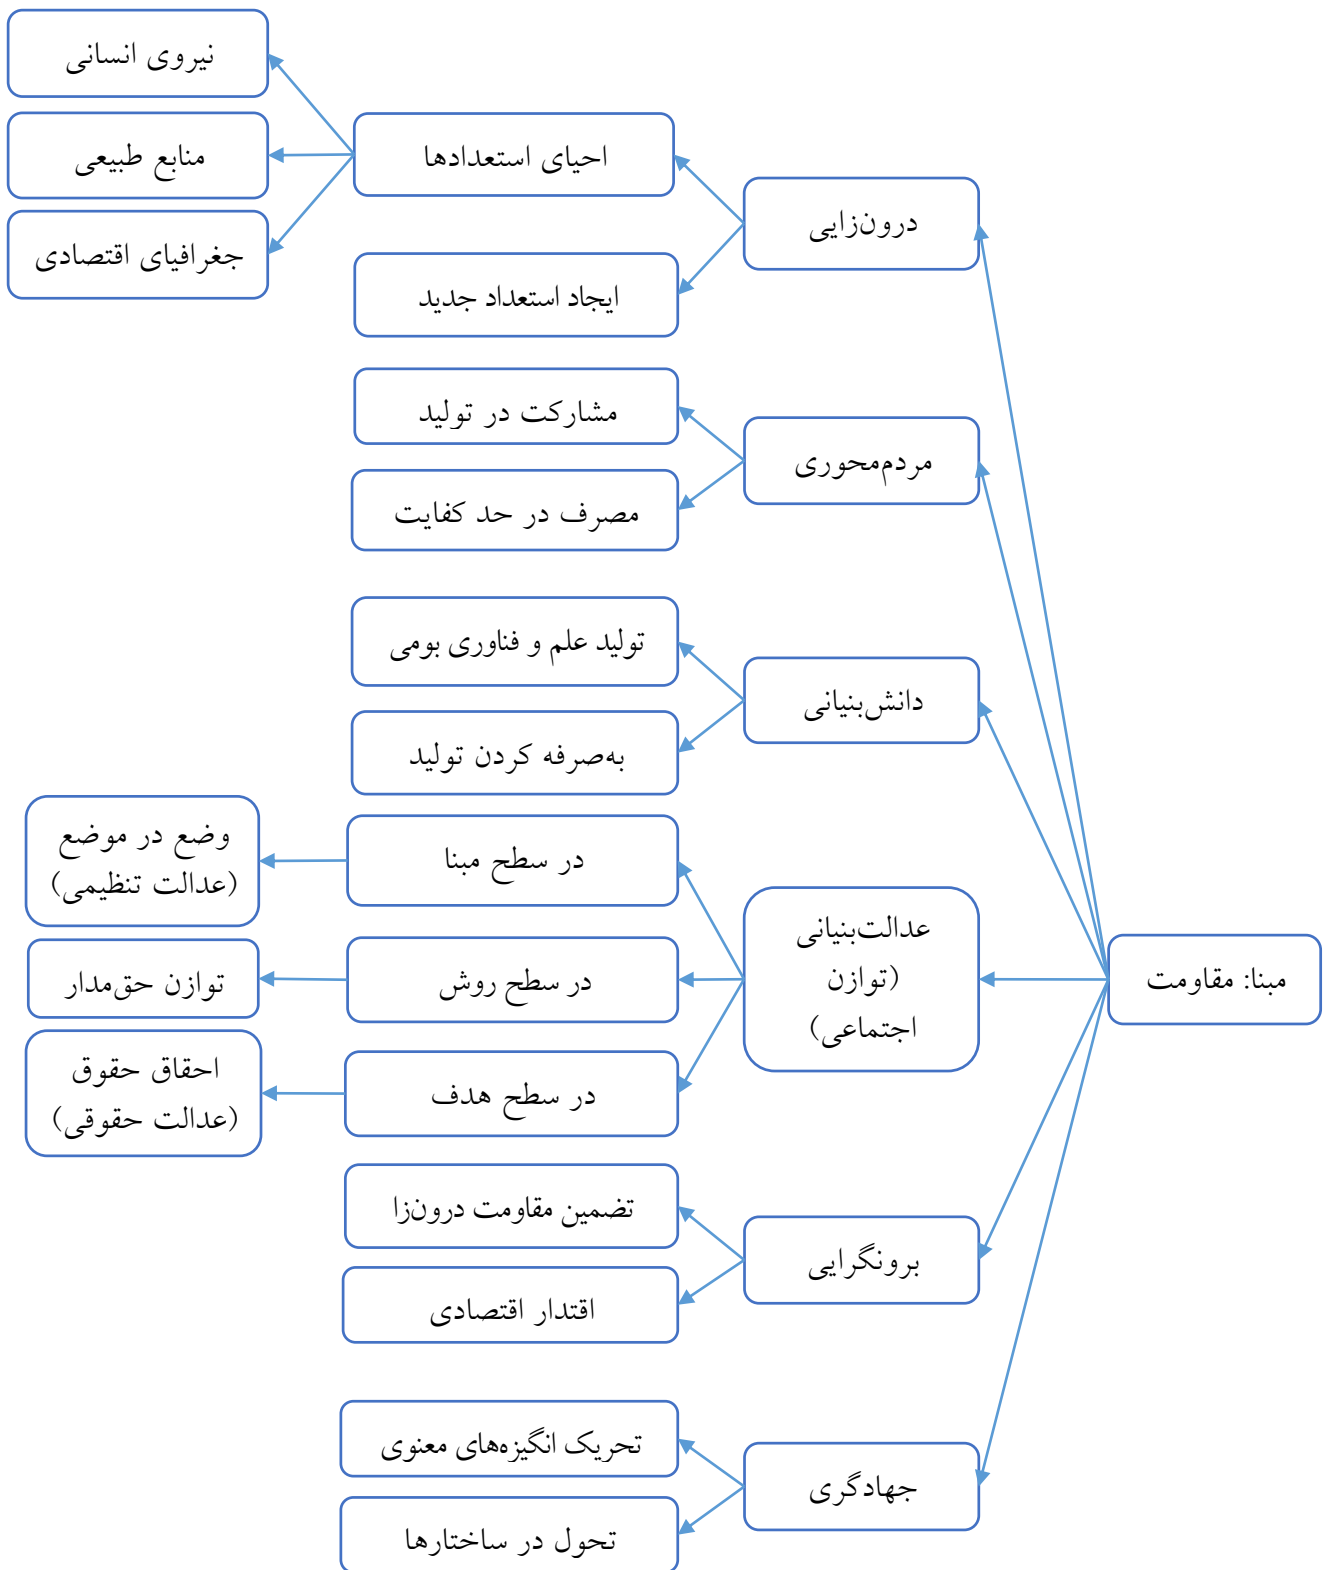 مبنا: مقاومت
درون‌زایی
احیای استعدادها
نیروی انسانی
منابع طبیعی
جغرافیای اقتصادی
ایجاد استعداد جدید
مردم‌محوری
مشارکت در تولید
مصرف در حد کفایت
دانش‌بنیانی
تولید علم و فناوری بومی
به‌صرفه کردن تولید
عدالت‌بنیانی
(توازن
اجتماعی)
در سطح مبنا
وضع در موضع
(عدالت تنظیمی)
در سطح روش
توازن حق‌مدار
در سطح هدف
احقاق حقوق
(عدالت حقوقی)
برونگرایی
تضمین مقاومت درون‌زا
اقتدار اقتصادی
جهادگری
تحریک انگیزه‌های معنوی
تحول در ساختارها